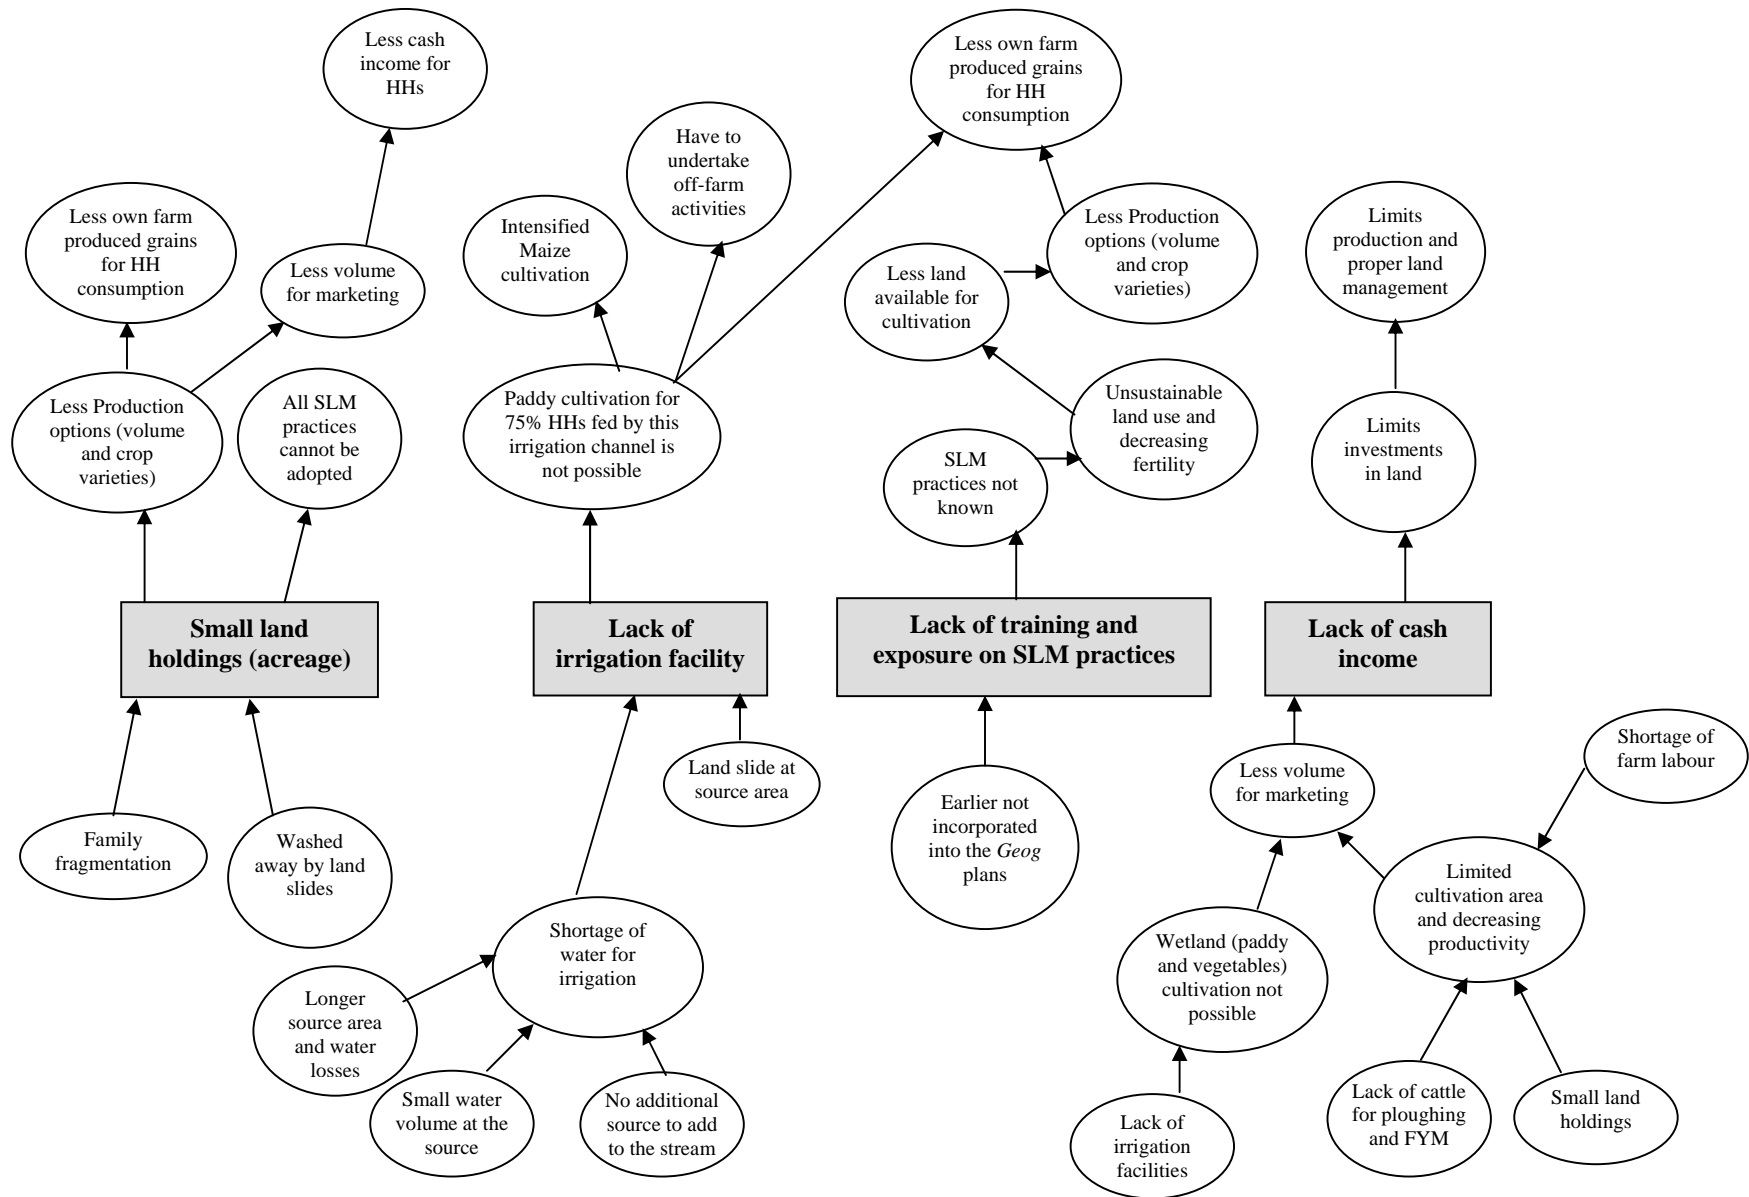 Less cash
income for
HHs
Less own farm
produced grains
for HH
consumption
Have to
undertake
off-farm
activities
Less own farm
produced grains
for HH
consumption
Intensified
Maize
cultivation
Less volume
for marketing
Less land
available for
cultivation
Less Production
options (volume
and crop
varieties)
Limits
production and
proper land
management
Less Production
options (volume
and crop
varieties)
All SLM
practices
cannot be
adopted
Paddy cultivation for
75% HHs fed by this
irrigation channel is
not possible
SLM
practices not
known
Unsustainable
land use and
decreasing
fertility
Limits
investments
in land
Small land
holdings (acreage)
Lack of
irrigation facility
Lack of training and
exposure on SLM practices
Lack of cash
income
Family
fragmentation
Washed
away by land
slides
Land slide at
source area
Earlier not
incorporated
into the Geog
plans
Less volume
for marketing
Shortage of
farm labour
Shortage of
water for
irrigation
Wetland (paddy
and vegetables)
cultivation not
possible
Limited
cultivation area
and decreasing
productivity
Longer
source area
and water
losses
Small water
volume at the
source
No additional
source to add
to the stream
Lack of
irrigation
facilities
Lack of cattle
for ploughing
and FYM
Small land
holdings